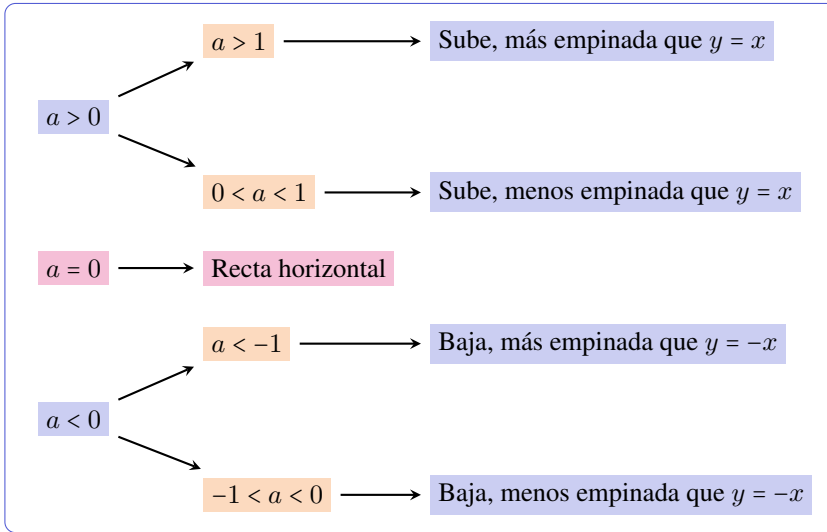 a > 1
Sube, más empinada que y = x
a > 0
0 < a < 1
Sube, menos empinada que y = x
a = 0
Recta horizontal
a < −1
Baja, más empinada que y = −x
a < 0
−1 < a < 0
Baja, menos empinada que y = −x